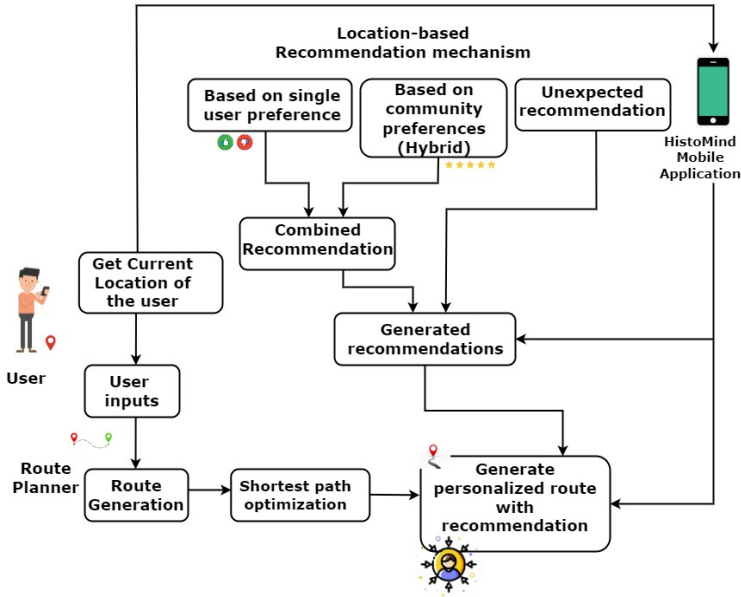 Location-based
Recommendation mechanism
Based on single
user preference
Based on
community
preferences
(Hybrid)
Unexpected
recommendation
HistoMind
Mobile
Application
Combined
Recommendation
Get Current
Location of
the user
Generated
recommendations
User
User
inputs
Route
Planner
Route
Generation
Shortest path
optimization
Generate
personalized route
with
recommendation